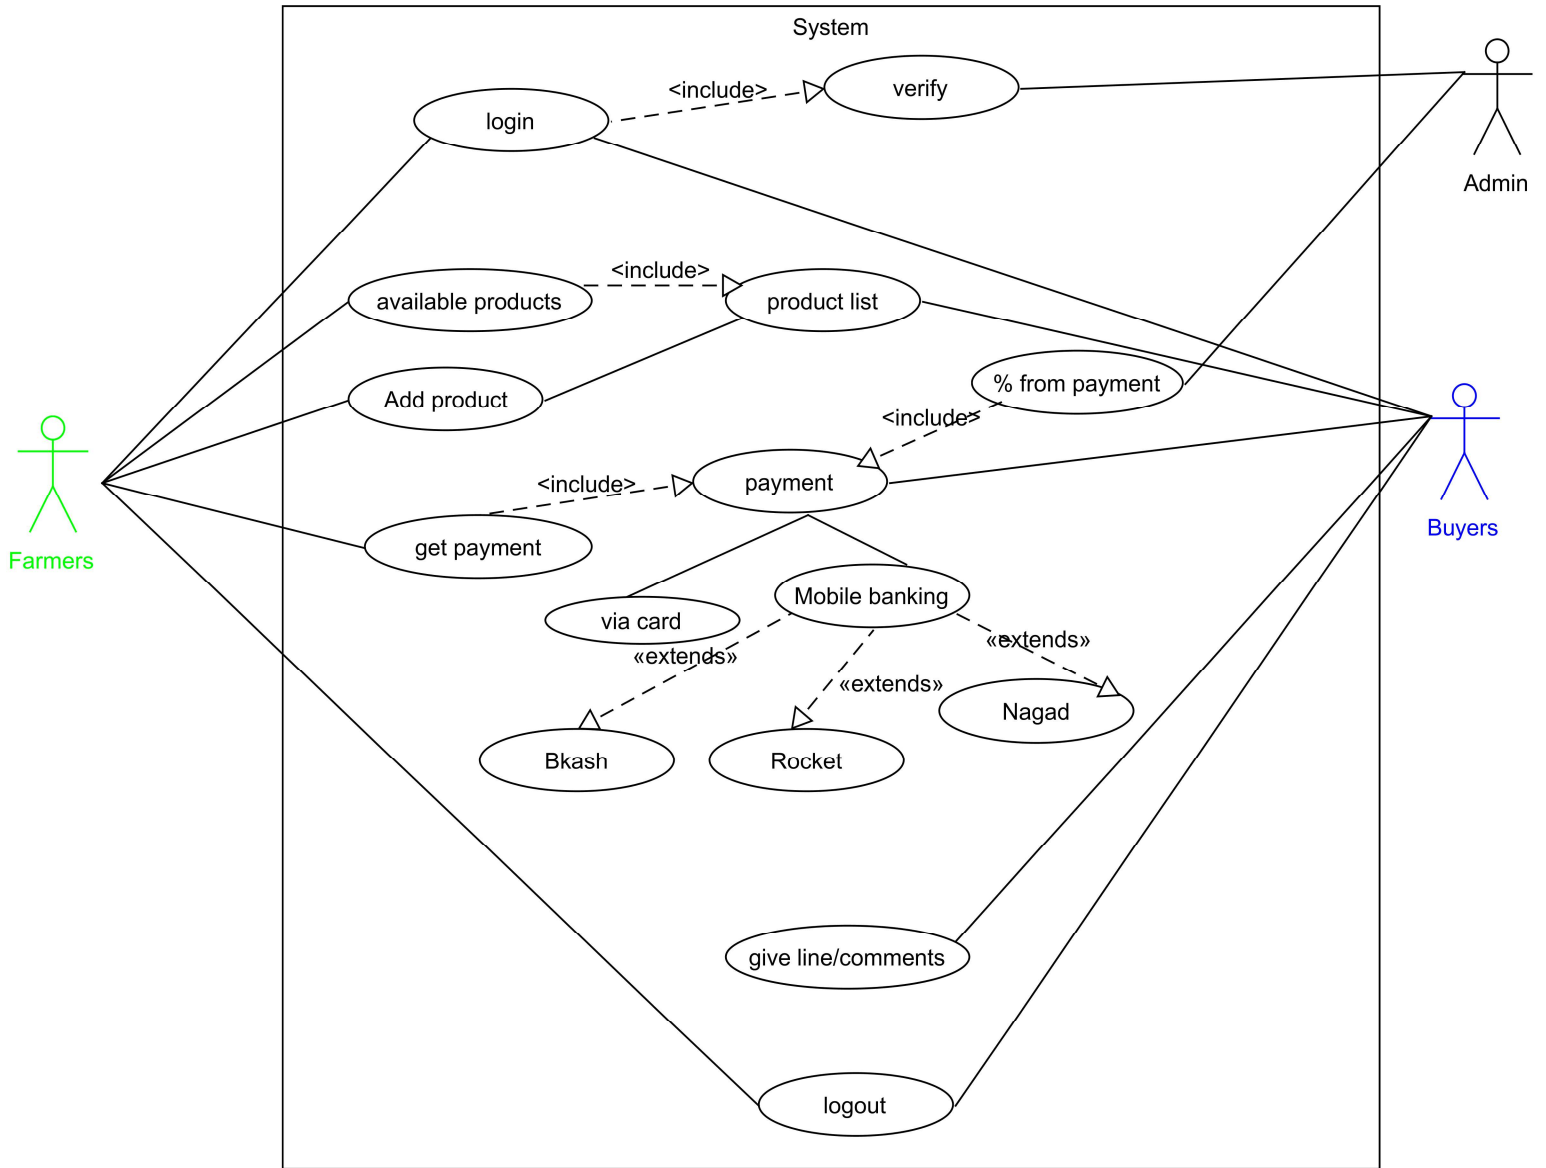 System
<include>
verify
login
Admin
<include>
available products
product list
% from payment
Add product
<include>
<include>
payment
Buyers
get payment
Farmers
Mobile banking
via card
«extends»
«extends»
«extends»
Nagad
Bkash
Rocket
give line/comments
logout